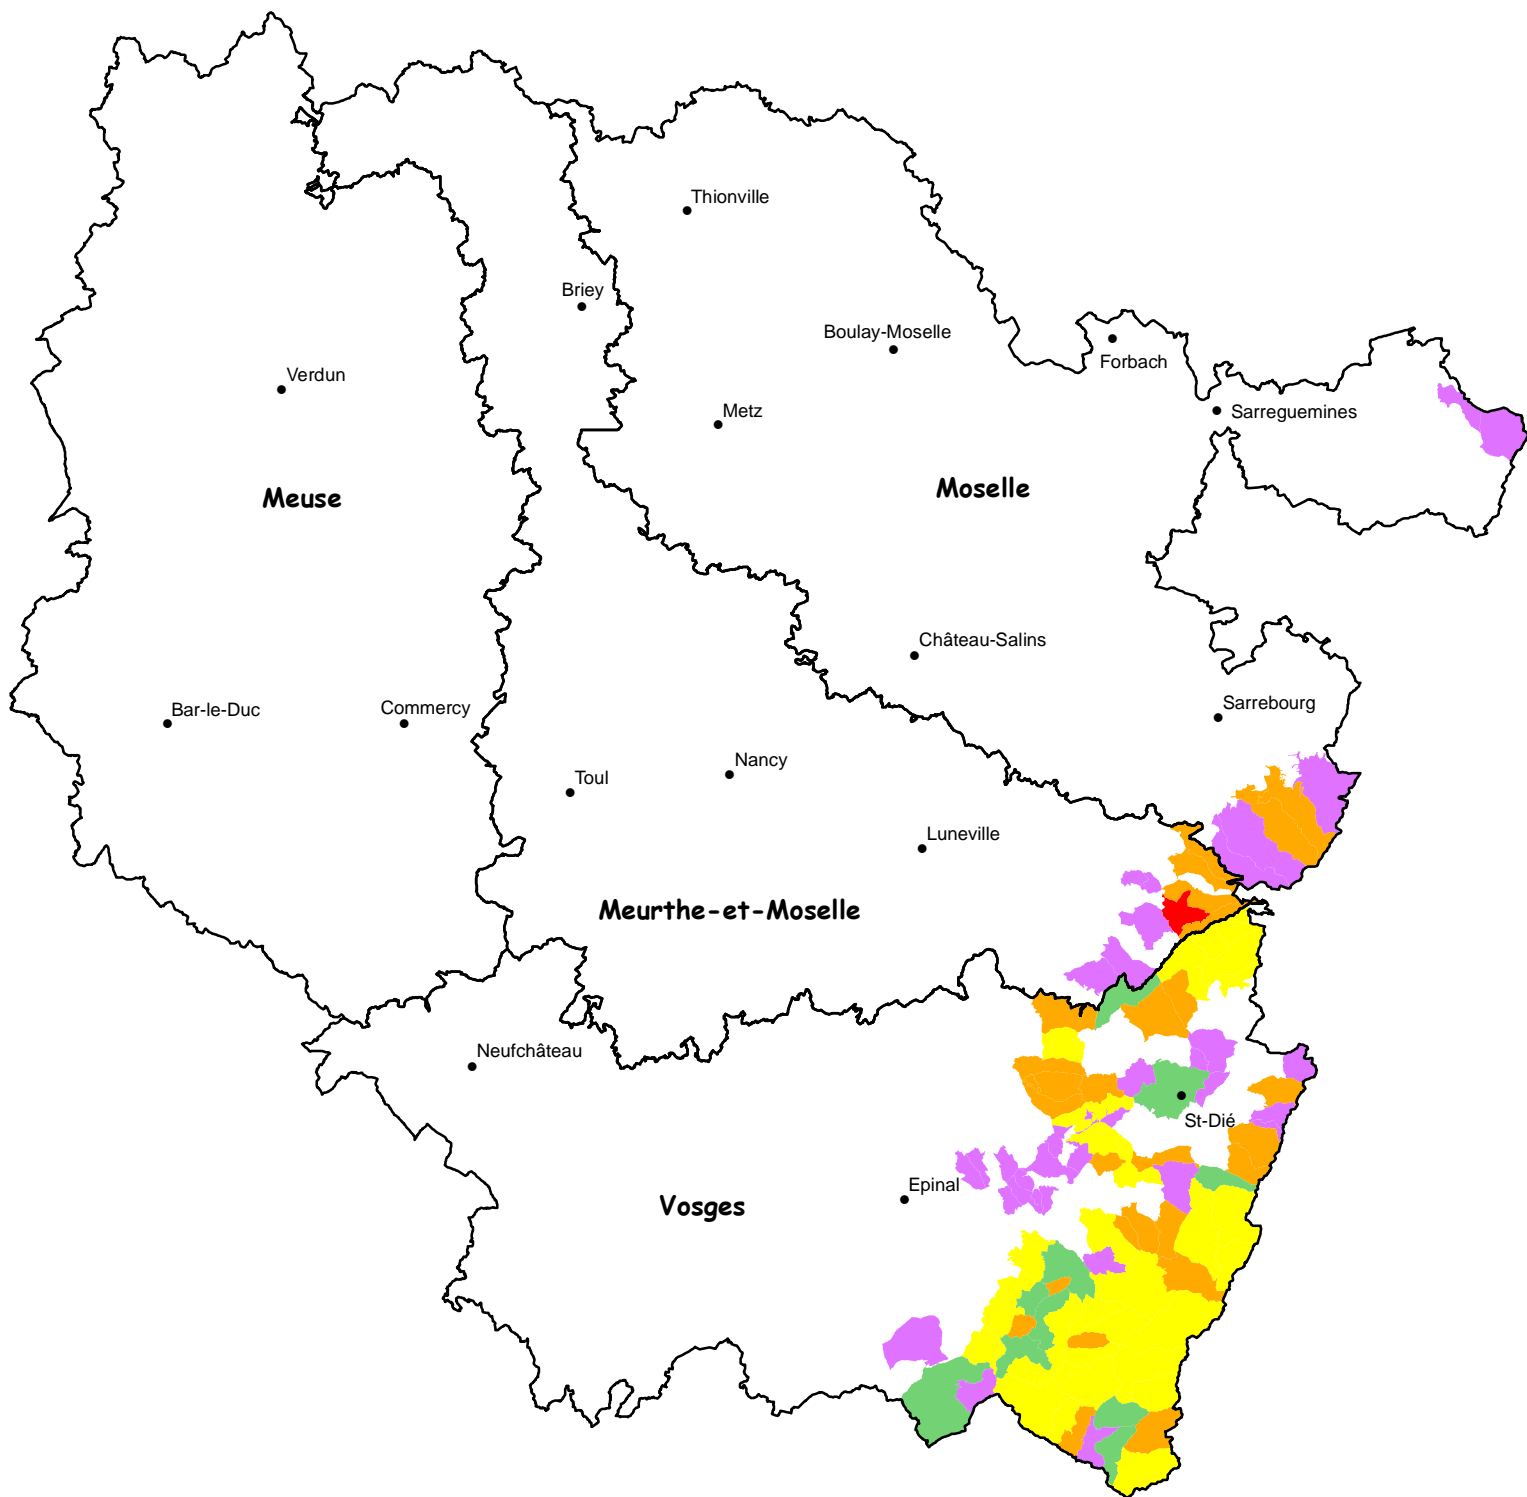 Thionville
Briey
Boulay-Moselle
Forbach
Verdun
Metz
Sarreguemines
Meuse
Moselle
Château-Salins
Sarrebourg
Bar-le-Duc
Commercy
Nancy
Toul
Luneville
Meurthe-et-Moselle
Neufchâteau
St-Dié
Epinal
Vosges